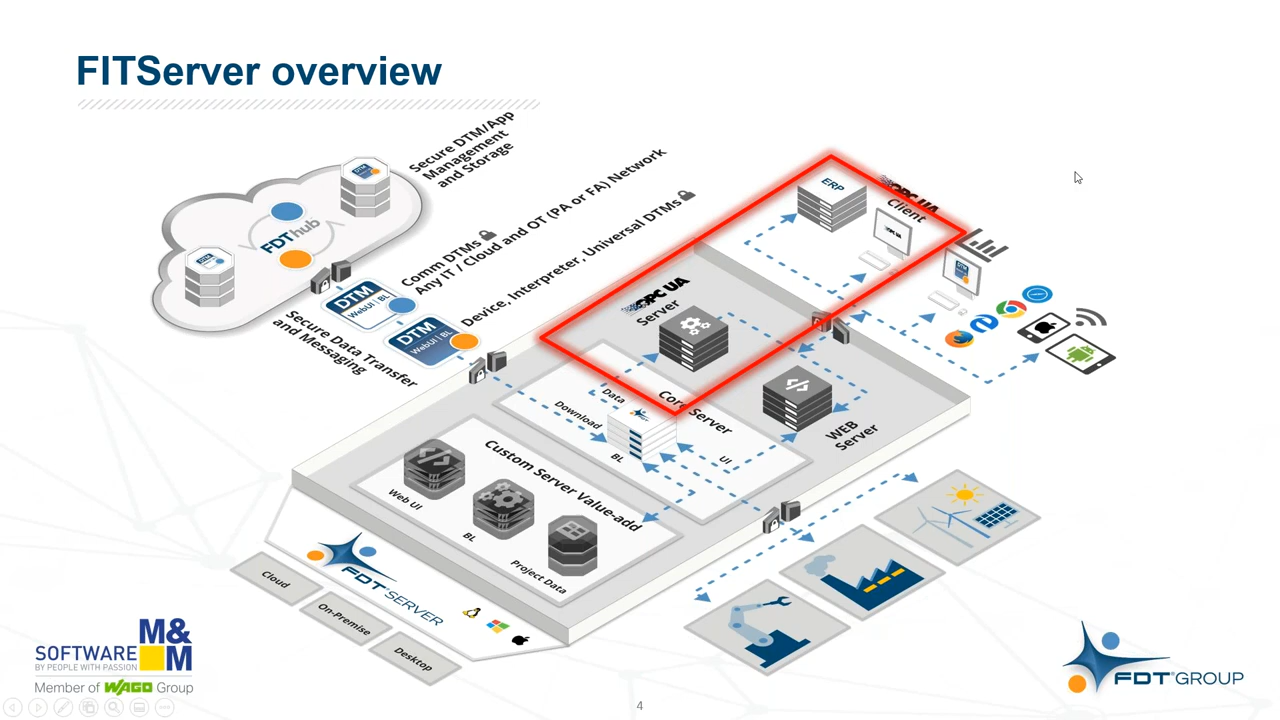 FITServer overview
Secure DTM/App
Management
and Storage
FDThub
DTM
Comm DTMs
Any IT / Cloud and OT (PA or FA) Network
Device, Interpreter, Universal DTMs
DTM
WebUI | BL
DTM
WebUI | BL
Secure Data Transfer
and Messaging
ERP
OPC UA
Client
OPC UA
DTM
OPC UA
Server
Data
Download
Core Server
BL
UI
WEB
Server
Custom Server Value-add
Web UI
BL
Project Data
FDT® SERVER
Cloud
On-Premise
Desktop
M&
SOFTWARE M
BY PEOPLE WITH PASSION
Member of WAGO Group
FDT® GROUP
4